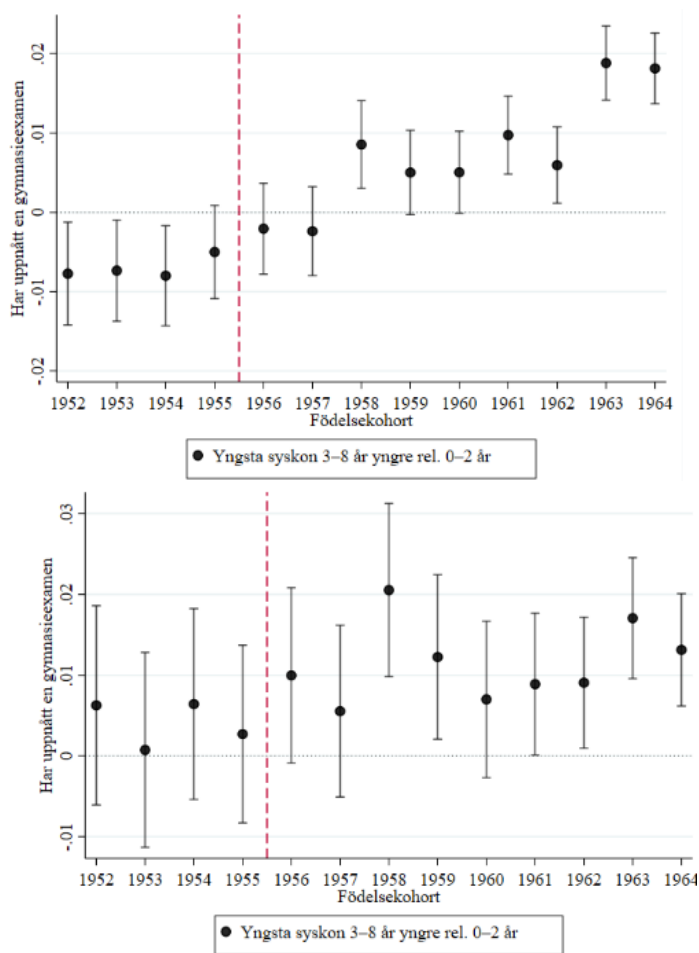 Har uppnått en gymnasieexamen
.02
.01
0
-.01
-.02
1952 1953 1954 1955 1956 1957 1958 1959 1960 1961 1962 1963 1964
Födelsekohort
Yngsta syskon 3–8 år yngre rel. 0–2 år
Har uppnått en gymnasieexamen
.03
.02
.01
0
-.01
1952 1953 1954 1955 1956 1957 1958 1959 1960 1961 1962 1963 1964
Födelsekohort
Yngsta syskon 3–8 år yngre rel. 0–2 år